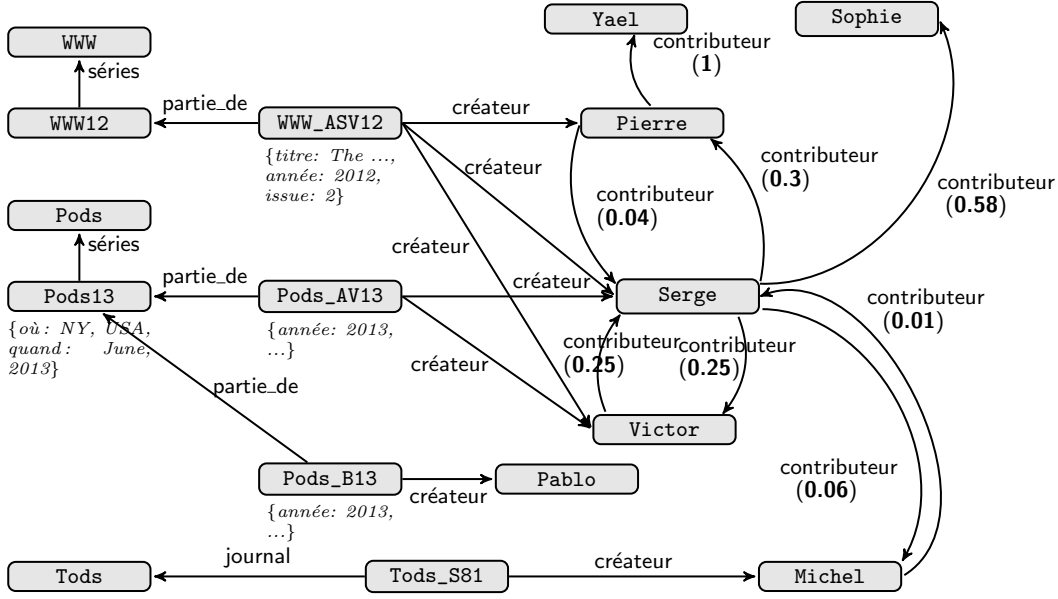 Yael
Sophie
WWW
contributeur
(1)
séries
partie_de
créateur
WWW12
WWW_ASV12
Pierre
{titre: The ...,
année: 2012,
issue: 2}
créateur
contributeur
(0.3)
contributeur
(0.04)
contributeur
(0.58)
Pods
séries
créateur
partie_de
créateur
Pods13
Pods_AV13
Serge
contributeur
(0.01)
{où: NY, USA,
quand: June,
2013}
{année: 2013,
...}
contributeur
(0.25)
contributeur
(0.25)
créateur
partie_de
Victor
Pods_B13
créateur
Pablo
contributeur
(0.06)
{année: 2013,
...}
journal
créateur
Tods
Tods_S81
Michel